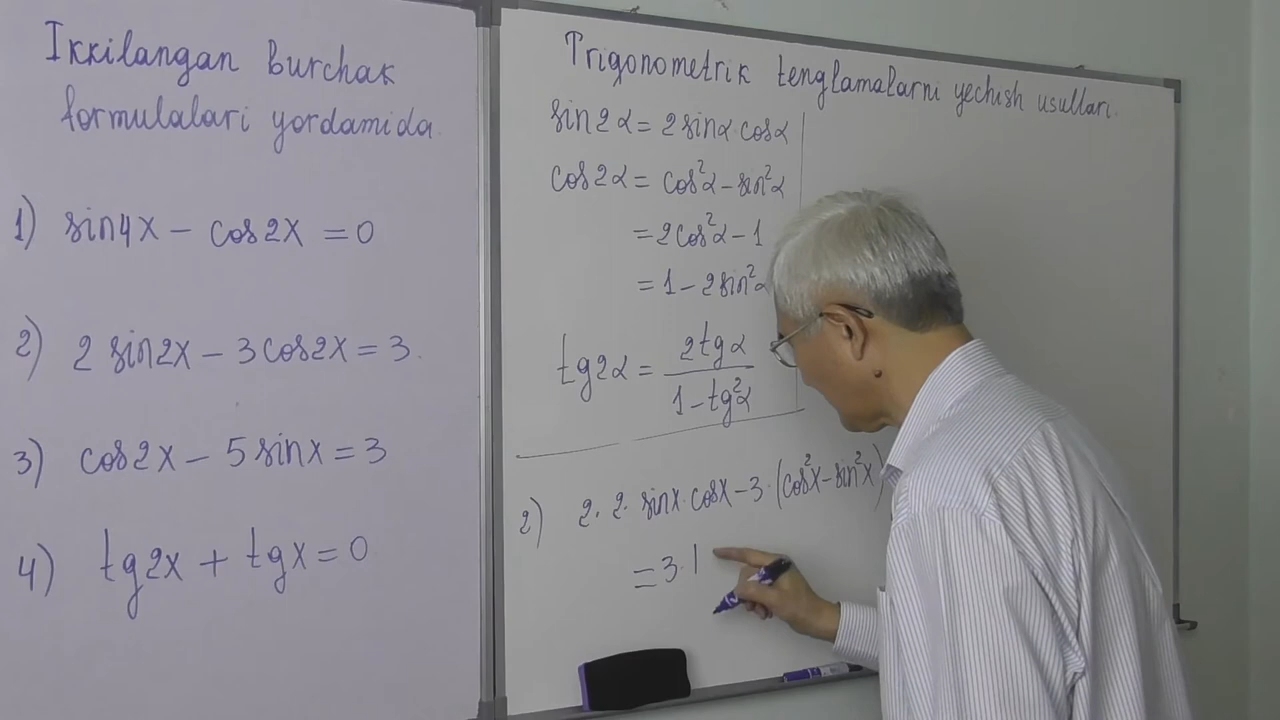 Ikkilangan burchak
formulalari yordamida
1) sin4x − cos2x = 0
2) 2 sin2x − 3cos2x = 3.
3) cos2x − 5 sinx = 3
4) tg2x + tgx = 0
Trigonometrik tenglamalarni yechish usullari.
sin2α = 2sinα cosα
cos2α = cos²α − sin²α
= 2cos²α − 1
= 1 − 2sin²α
tg2α = 2tgα / 1 − tg²α
2) 2 · 2 · sinx · cosx − 3 · (cos²x − sin²x)
= 3 · 1